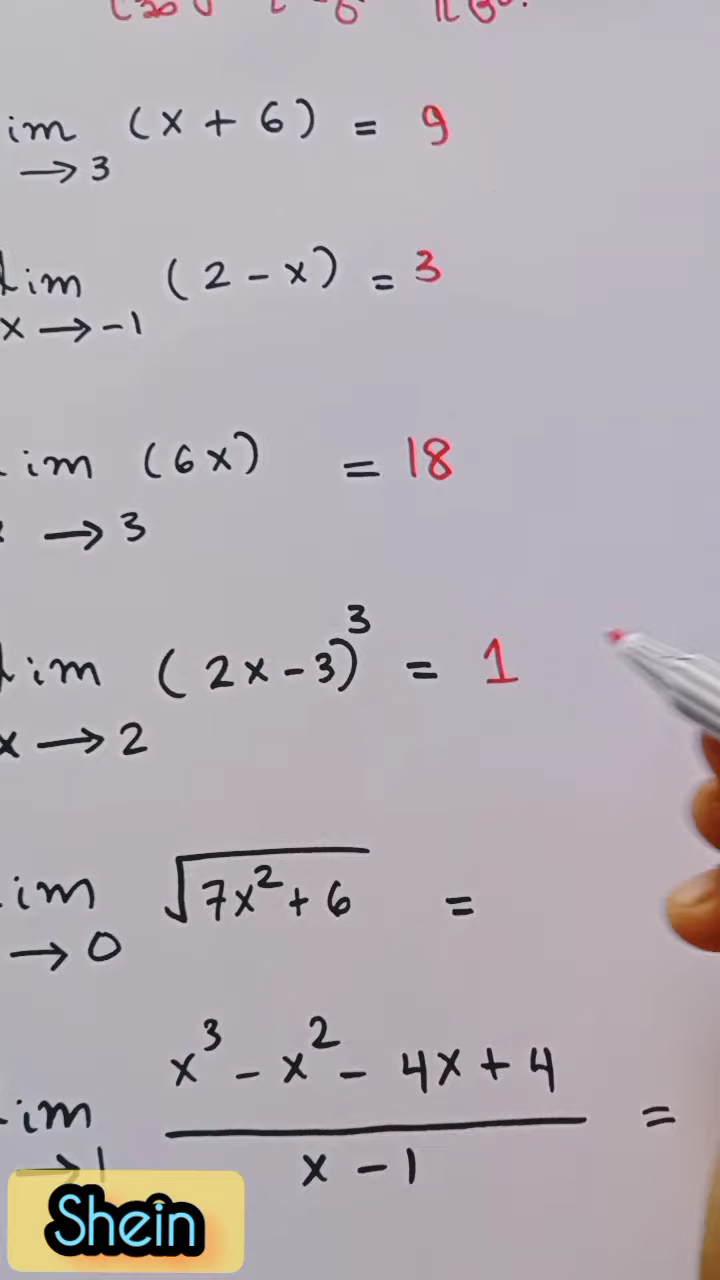 im (x + 6) = 9
→ 3
lim (2 - x) = 3
x → -1
im (6x) = 18
→ 3
lim (2x - 3)³ = 1
x → 2
im √(7x² + 6) =
→ 0
im x³ - x² - 4x + 4 / x - 1 =
→ 1
Shein